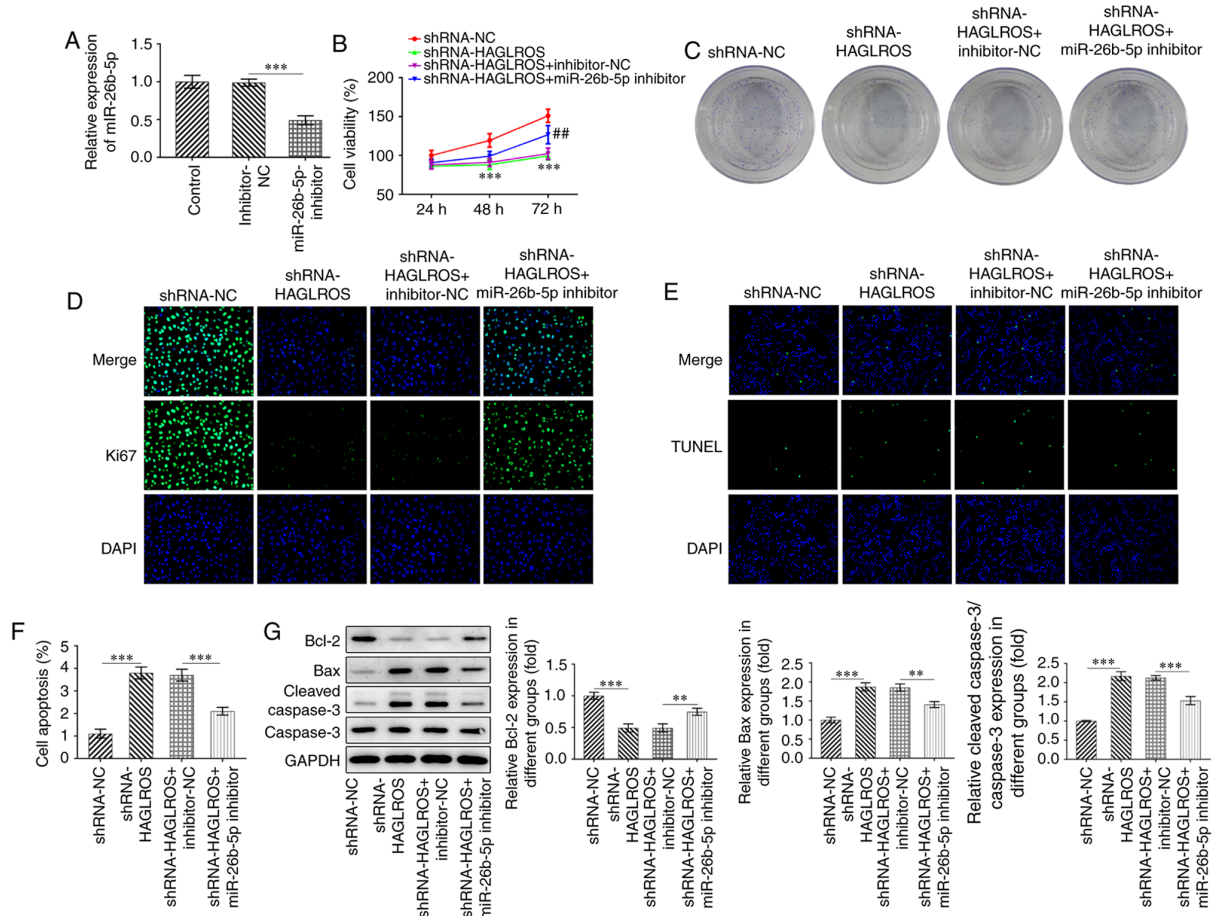 A
Relative expression
of miR-26b-5p
1.5
1.0
0.5
0.0
***
Control
Inhibitor-
NC
miR-26b-5p-
inhibitor
B
shRNA-NC
shRNA-HAGLROS
shRNA-HAGLROS+inhibitor-NC
shRNA-HAGLROS+miR-26b-5p inhibitor
Cell viability (%)
200
150
100
50
***
***
##
24 h
48 h
72 h
C
shRNA-NC
shRNA-
HAGLROS
shRNA-
HAGLROS+
inhibitor-NC
shRNA-
HAGLROS+
miR-26b-5p inhibitor
D
shRNA-NC
shRNA-
HAGLROS
shRNA-
HAGLROS+
inhibitor-NC
shRNA-
HAGLROS+
miR-26b-5p inhibitor
Merge
Ki67
DAPI
E
shRNA-NC
shRNA-
HAGLROS
shRNA-
HAGLROS+
inhibitor-NC
shRNA-
HAGLROS+
miR-26b-5p inhibitor
Merge
TUNEL
DAPI
F
Cell apoptosis (%)
5
4
3
2
1
0
***
***
shRNA-NC
shRNA-
HAGLROS
shRNA-HAGLROS+
inhibitor-NC
shRNA-HAGLROS+
miR-26b-5p inhibitor
G
Bcl-2
Bax
Cleaved
caspase-3
Caspase-3
GAPDH
shRNA-NC
shRNA-
HAGLROS
shRNA-HAGLROS+
inhibitor-NC
shRNA-HAGLROS+
miR-26b-5p inhibitor
Relative Bcl-2 expression in
different groups (fold)
1.5
1.0
0.5
0.0
***
**
shRNA-NC
shRNA-
HAGLROS
shRNA-HAGLROS+
inhibitor-NC
shRNA-HAGLROS+
miR-26b-5p inhibitor
Relative Bax expression in
different groups (fold)
2.5
2.0
1.5
1.0
0.5
0.0
***
**
shRNA-NC
shRNA-
HAGLROS
shRNA-HAGLROS+
inhibitor-NC
shRNA-HAGLROS+
miR-26b-5p inhibitor
Relative cleaved caspase-3/
caspase-3 expression in
different groups (fold)
2.5
2.0
1.5
1.0
0.5
0.0
***
***
shRNA-NC
shRNA-
HAGLROS
shRNA-HAGLROS+
inhibitor-NC
shRNA-HAGLROS+
miR-26b-5p inhibitor